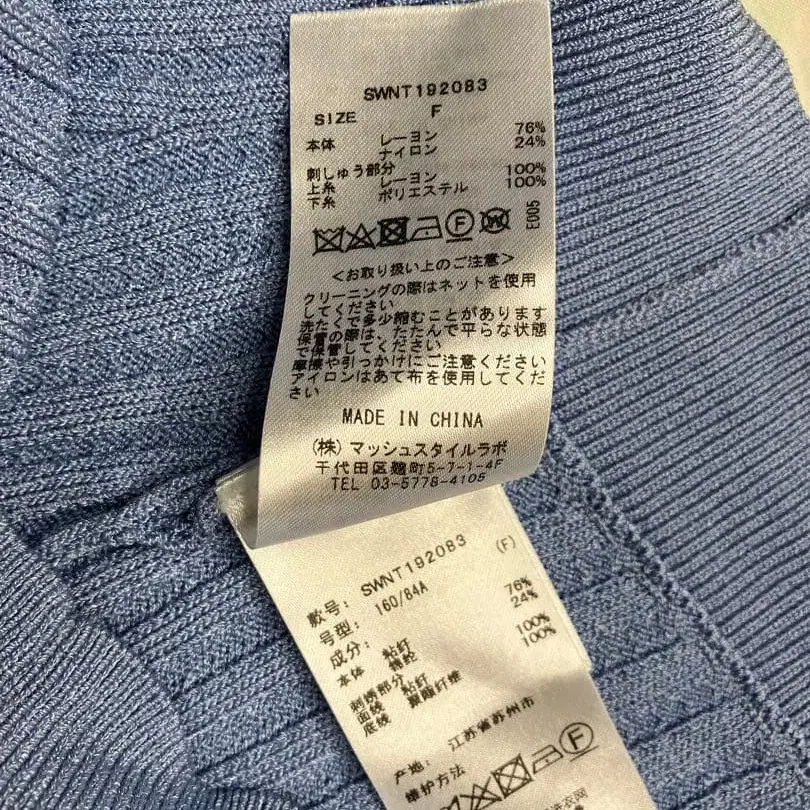 SWNT192083
SIZE F
本体 レーヨン 76%
ナイロン 24%
刺しゅう部分
上糸 レーヨン 100%
下糸 ポリエステル 100%
F W
E005
<お取り扱い上のご注意>
クリーニングの際はネットを使用
してください
洗たくで多少縮むことがあります
保管の際は、たたんで平らな状態
で保管してください
摩擦や引っかけにご注意ください
アイロンはあて布を使用してくだ
さい
MADE IN CHINA
(株)マッシュスタイルラボ
千代田区麹町5-7-1-4F
TEL 03-5778-4105
款号: SWNT192083 (F)
号型: 160/84A
成分:
本体 粘纤 76%
锦纶 24%
刺绣部分
面线 粘纤 100%
底线 聚酯纤维 100%
产地: 江苏省苏州市
维护方法
F
洗衣网